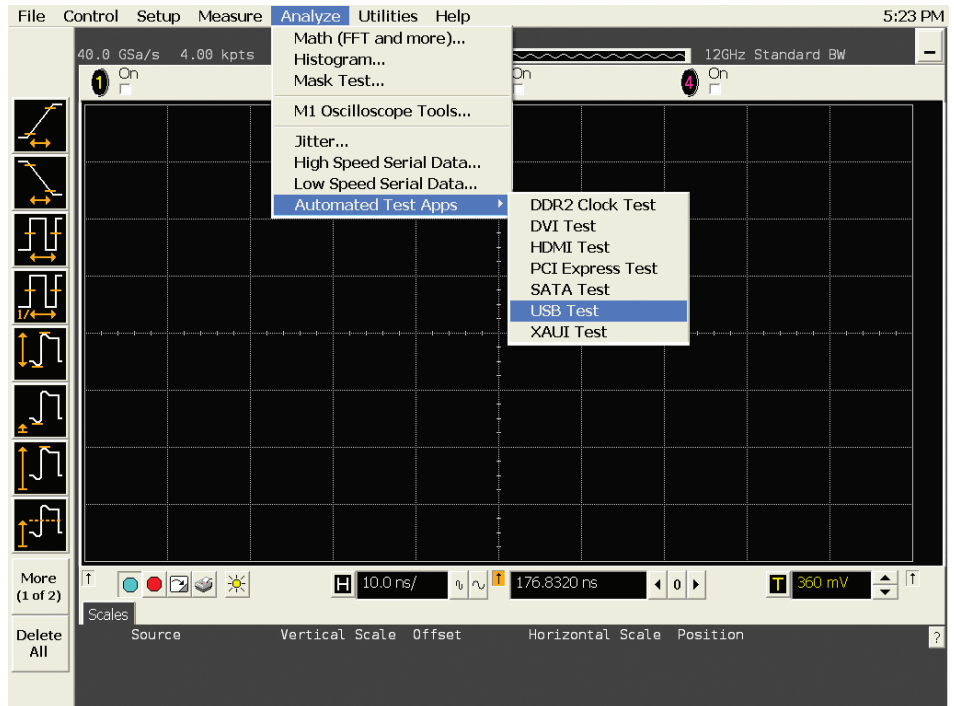 File Control Setup Measure Analyze Utilities Help 5:23 PM
Math (FFT and more)...
Histogram...
Mask Test...
M1 Oscilloscope Tools...
Jitter...
High Speed Serial Data...
Low Speed Serial Data...
Automated Test Apps
DDR2 Clock Test
DVI Test
HDMI Test
PCI Express Test
SATA Test
USB Test
XAUI Test
40.0 GSa/s 4.00 kpts 12GHz Standard BW
1 On On 4 On
1/
More
(1 of 2)
Delete
All
H 10.0 ns/ 176.8320 ns 0 T 360 mV
Scales
Source Vertical Scale Offset Horizontal Scale Position ?